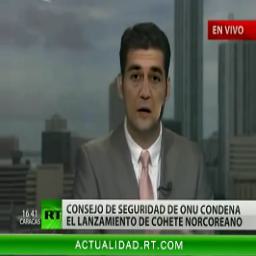 EN VIVO
16:41
CARACAS
RT
CONSEJO DE SEGURIDAD DE ONU CONDENA
EL LANZAMIENTO DE COHETE NORCOREANO
ACTUALIDAD.RT.COM